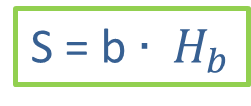 S = b · H_b